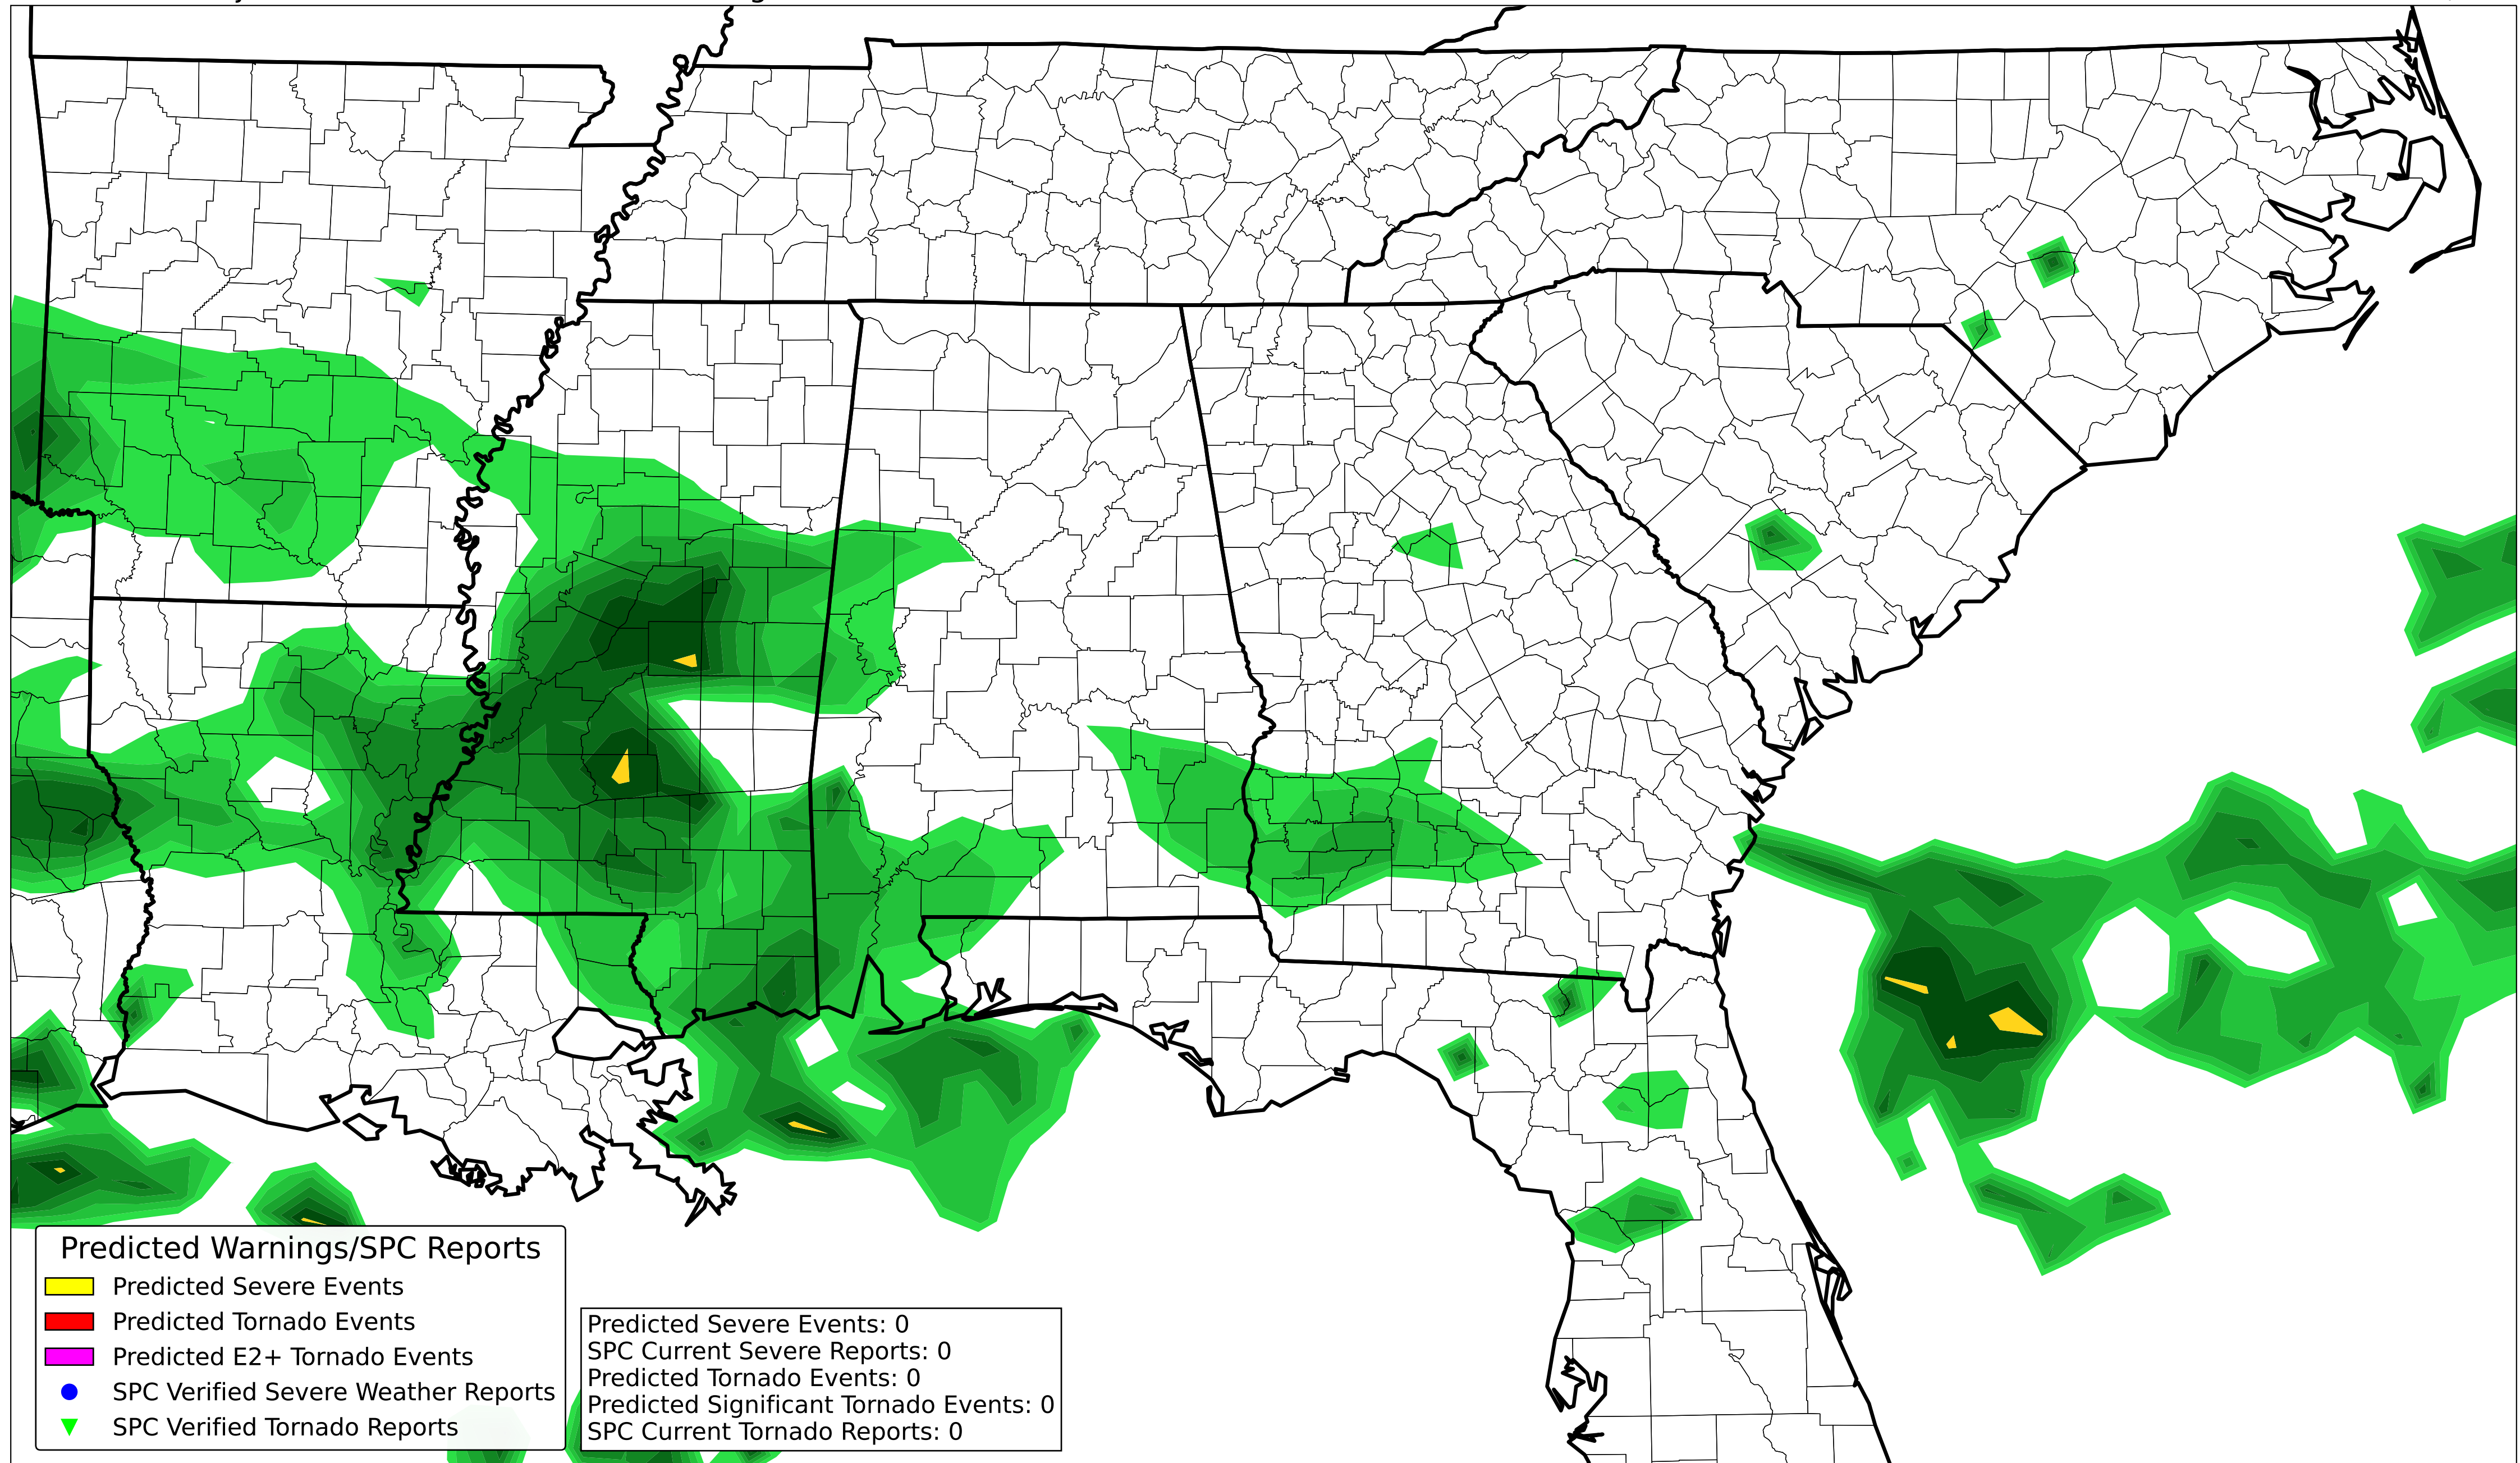 Predicted Warnings/SPC Reports
Predicted Severe Events
Predicted Tornado Events
Predicted E2+ Tornado Events
SPC Verified Severe Weather Reports
SPC Verified Tornado Reports
Predicted Severe Events: 0
SPC Current Severe Reports: 0
Predicted Tornado Events: 0
Predicted Significant Tornado Events: 0
SPC Current Tornado Reports: 0